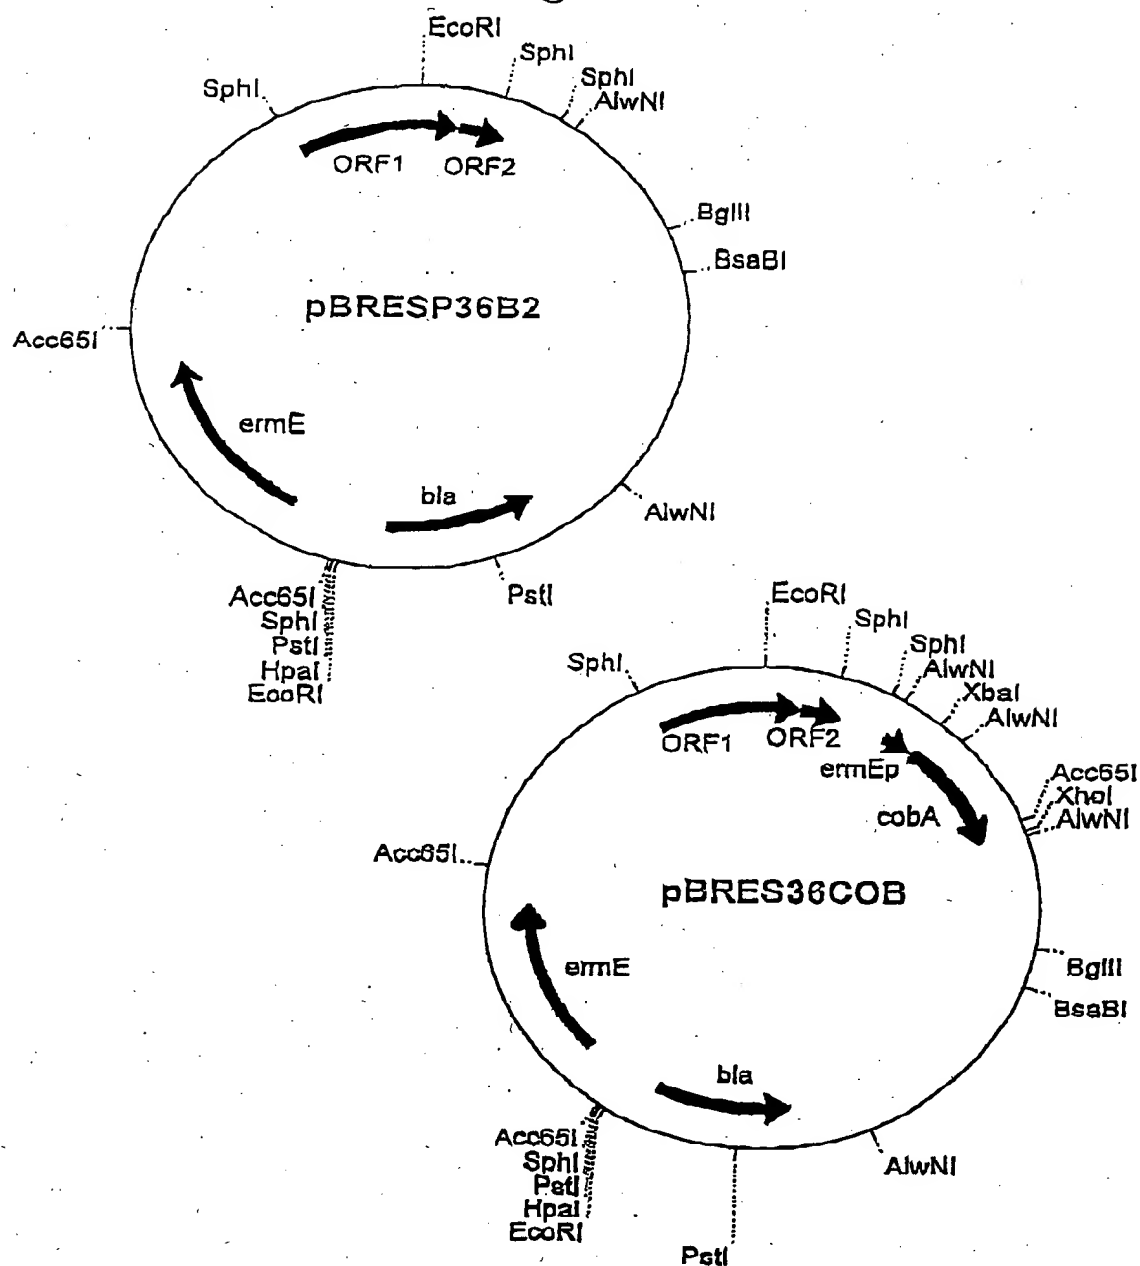 EcoRI
SphI
SphI
SphI
AlwNI
ORF1
ORF2
BglII
BsaBI
pBRESP36B2
Acc65I
ermE
bla
AlwNI
PstI
Acc65I
SphI
PstI
HpaI
EcoRI
EcoRI
SphI
SphI
SphI
AlwNI
XbaI
AlwNI
ORF1
ORF2
ermEp
Acc65I
XhoI
AlwNI
cobA
Acc65I
pBRES36COB
ermE
BglII
BsaBI
bla
Acc65I
SphI
PstI
HpaI
EcoRI
AlwNI
PstI